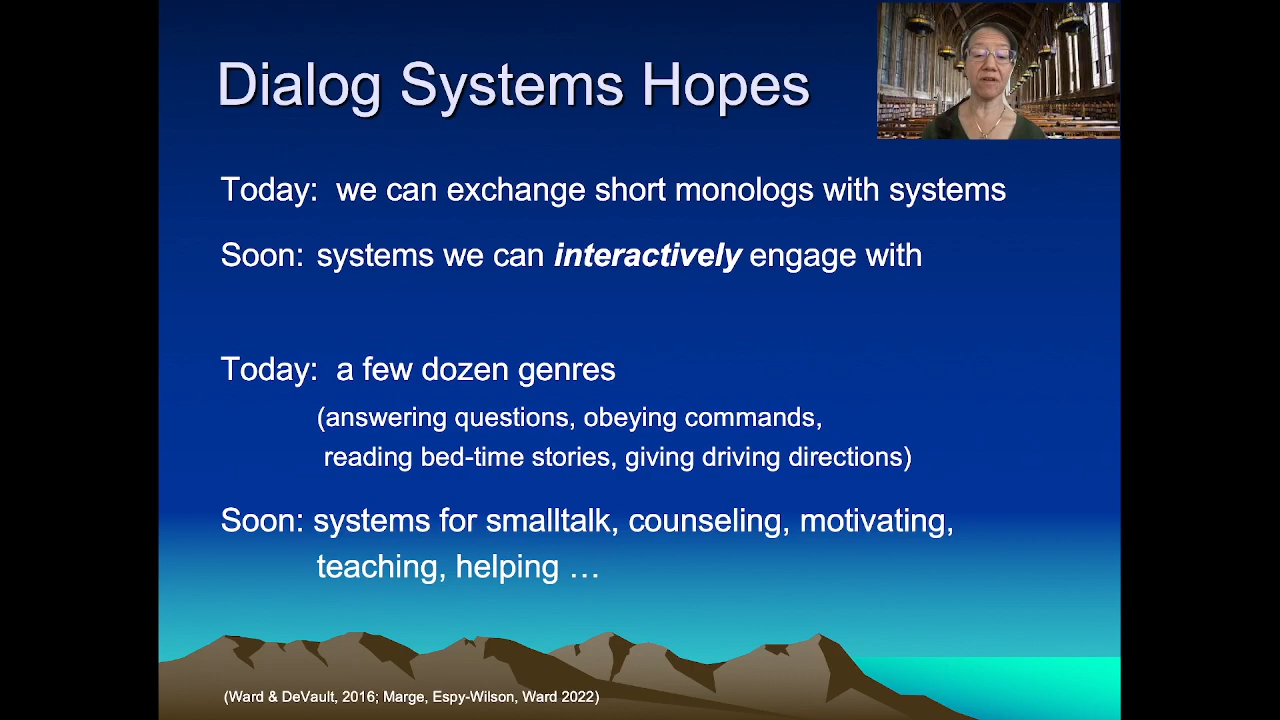 Dialog Systems Hopes
Today: we can exchange short monologs with systems
Soon: systems we can interactively engage with
Today: a few dozen genres
(answering questions, obeying commands,
reading bed-time stories, giving driving directions)
Soon: systems for smalltalk, counseling, motivating,
teaching, helping …
(Ward & DeVault, 2016; Marge, Espy-Wilson, Ward 2022)